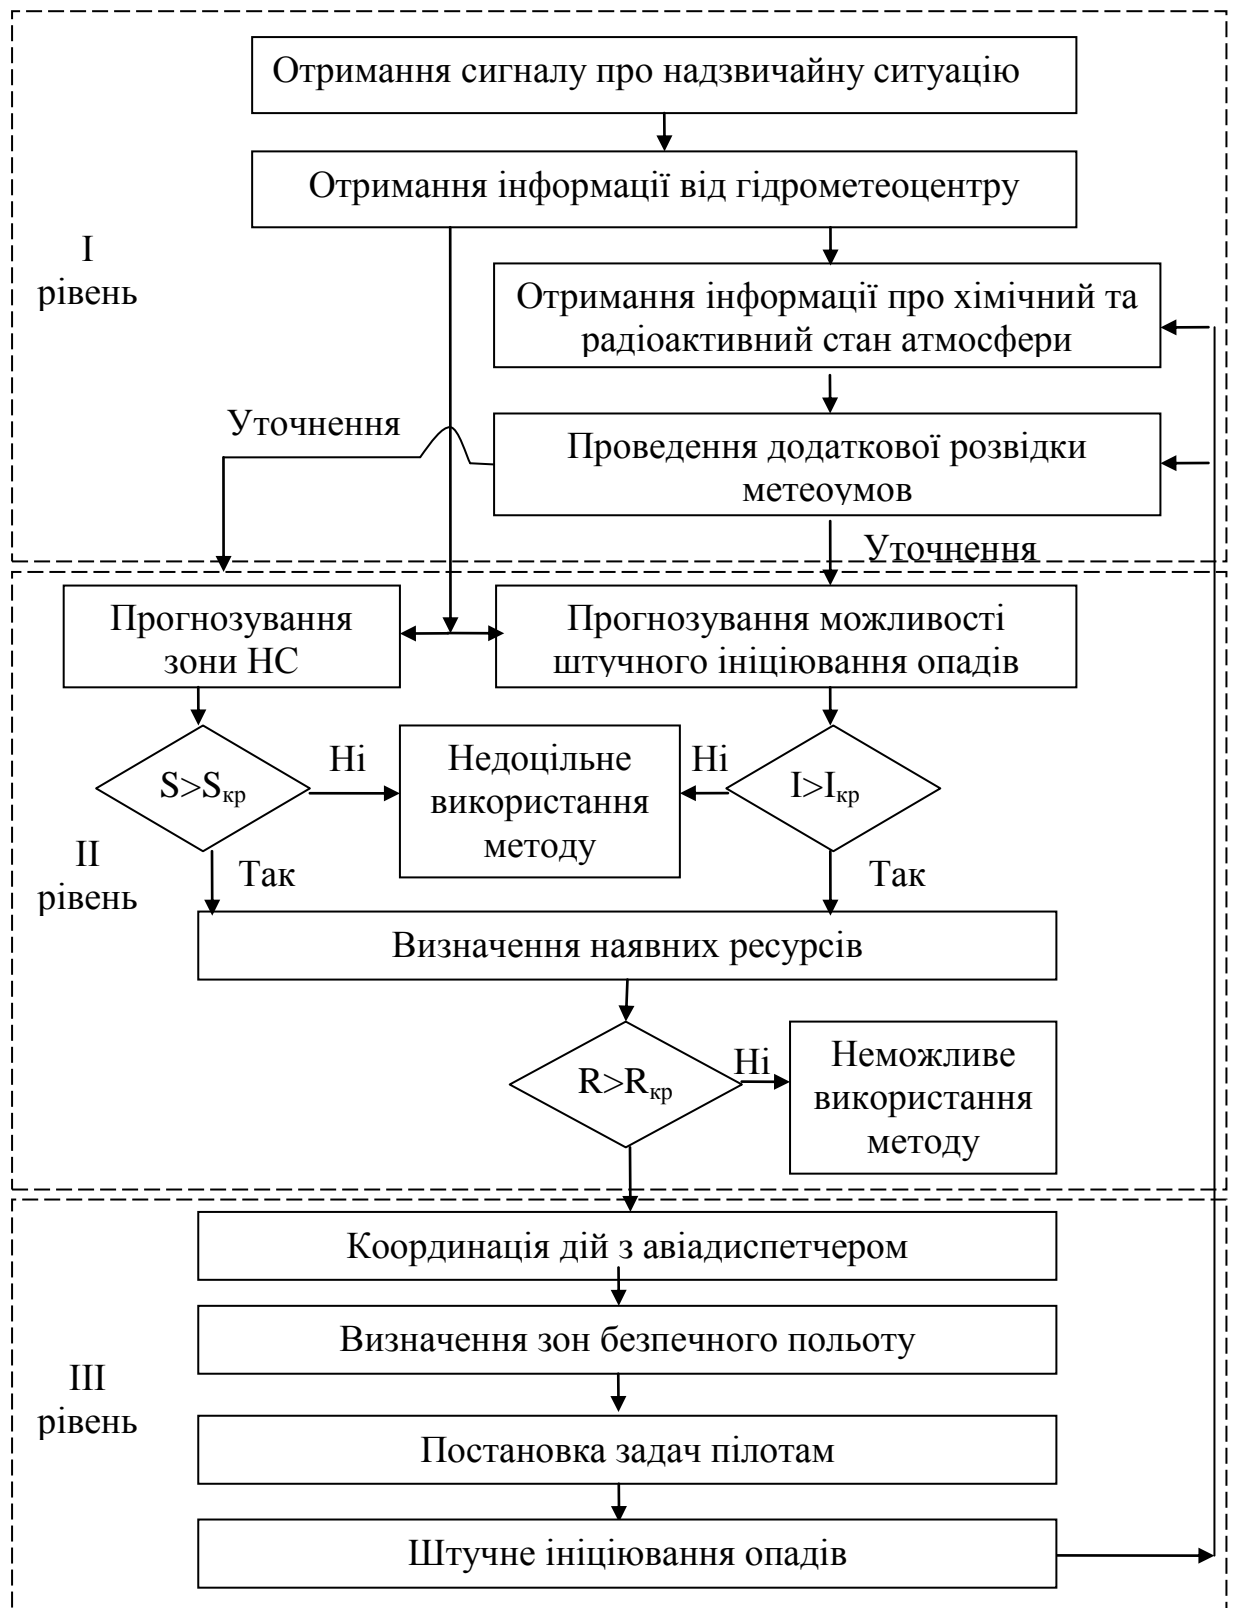 Отримання сигналу про надзвичайну ситуацію
Отримання інформації від гідрометеоцентру
I
рівень
Отримання інформації про хімічний та
радіоактивний стан атмосфери
Уточнення
Проведення додаткової розвідки
метеоумов
Уточнення
Прогнозування
зони НС
Прогнозування можливості
штучного ініціювання опадів
S>Sкр
Ні
Недоцільне
використання
методу
Ні
I>Iкр
II
рівень
Так
Так
Визначення наявних ресурсів
R>Rкр
Ні
Неможливе
використання
методу
Координація дій з авіадиспетчером
Визначення зон безпечного польоту
III
рівень
Постановка задач пілотам
Штучне ініціювання опадів